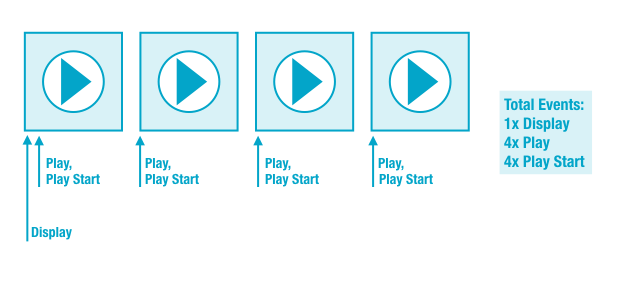 Play,
Play Start
Play,
Play Start
Play,
Play Start
Play,
Play Start
Display
Total Events:
1x Display
4x Play
4x Play Start